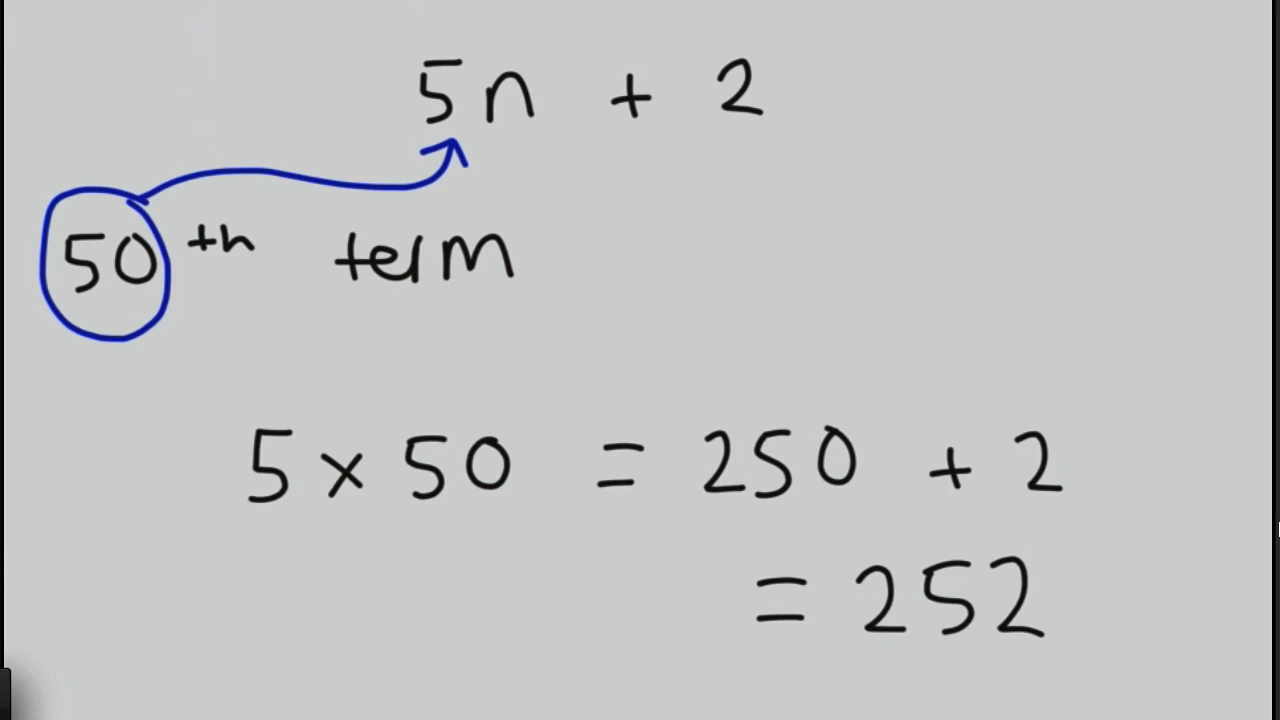 5n + 2
50th term
5 × 50 = 250 + 2
= 252